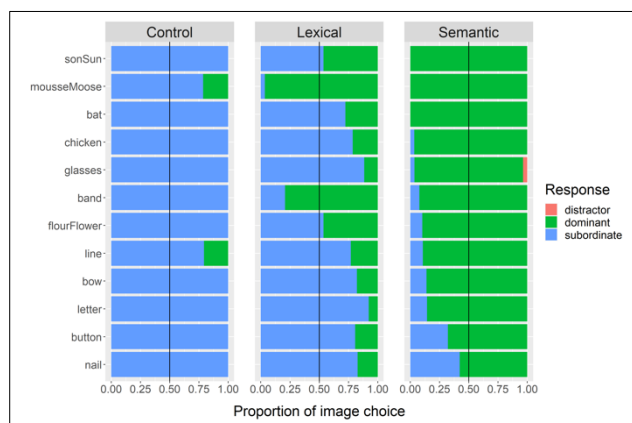 Control Lexical Semantic
sonSun
mousseMoose
bat
chicken
glasses
band
flourFlower
line
bow
letter
button
nail
Response
distractor
dominant
subordinate
0.00 0.25 0.50 0.75 1.00 0.00 0.25 0.50 0.75 1.00 0.00 0.25 0.50 0.75 1.00
Proportion of image choice